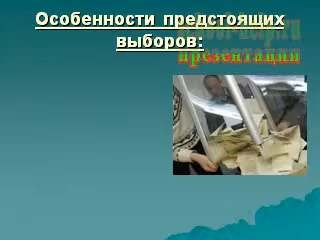 Особенности предстоящих
выборов:
презентации